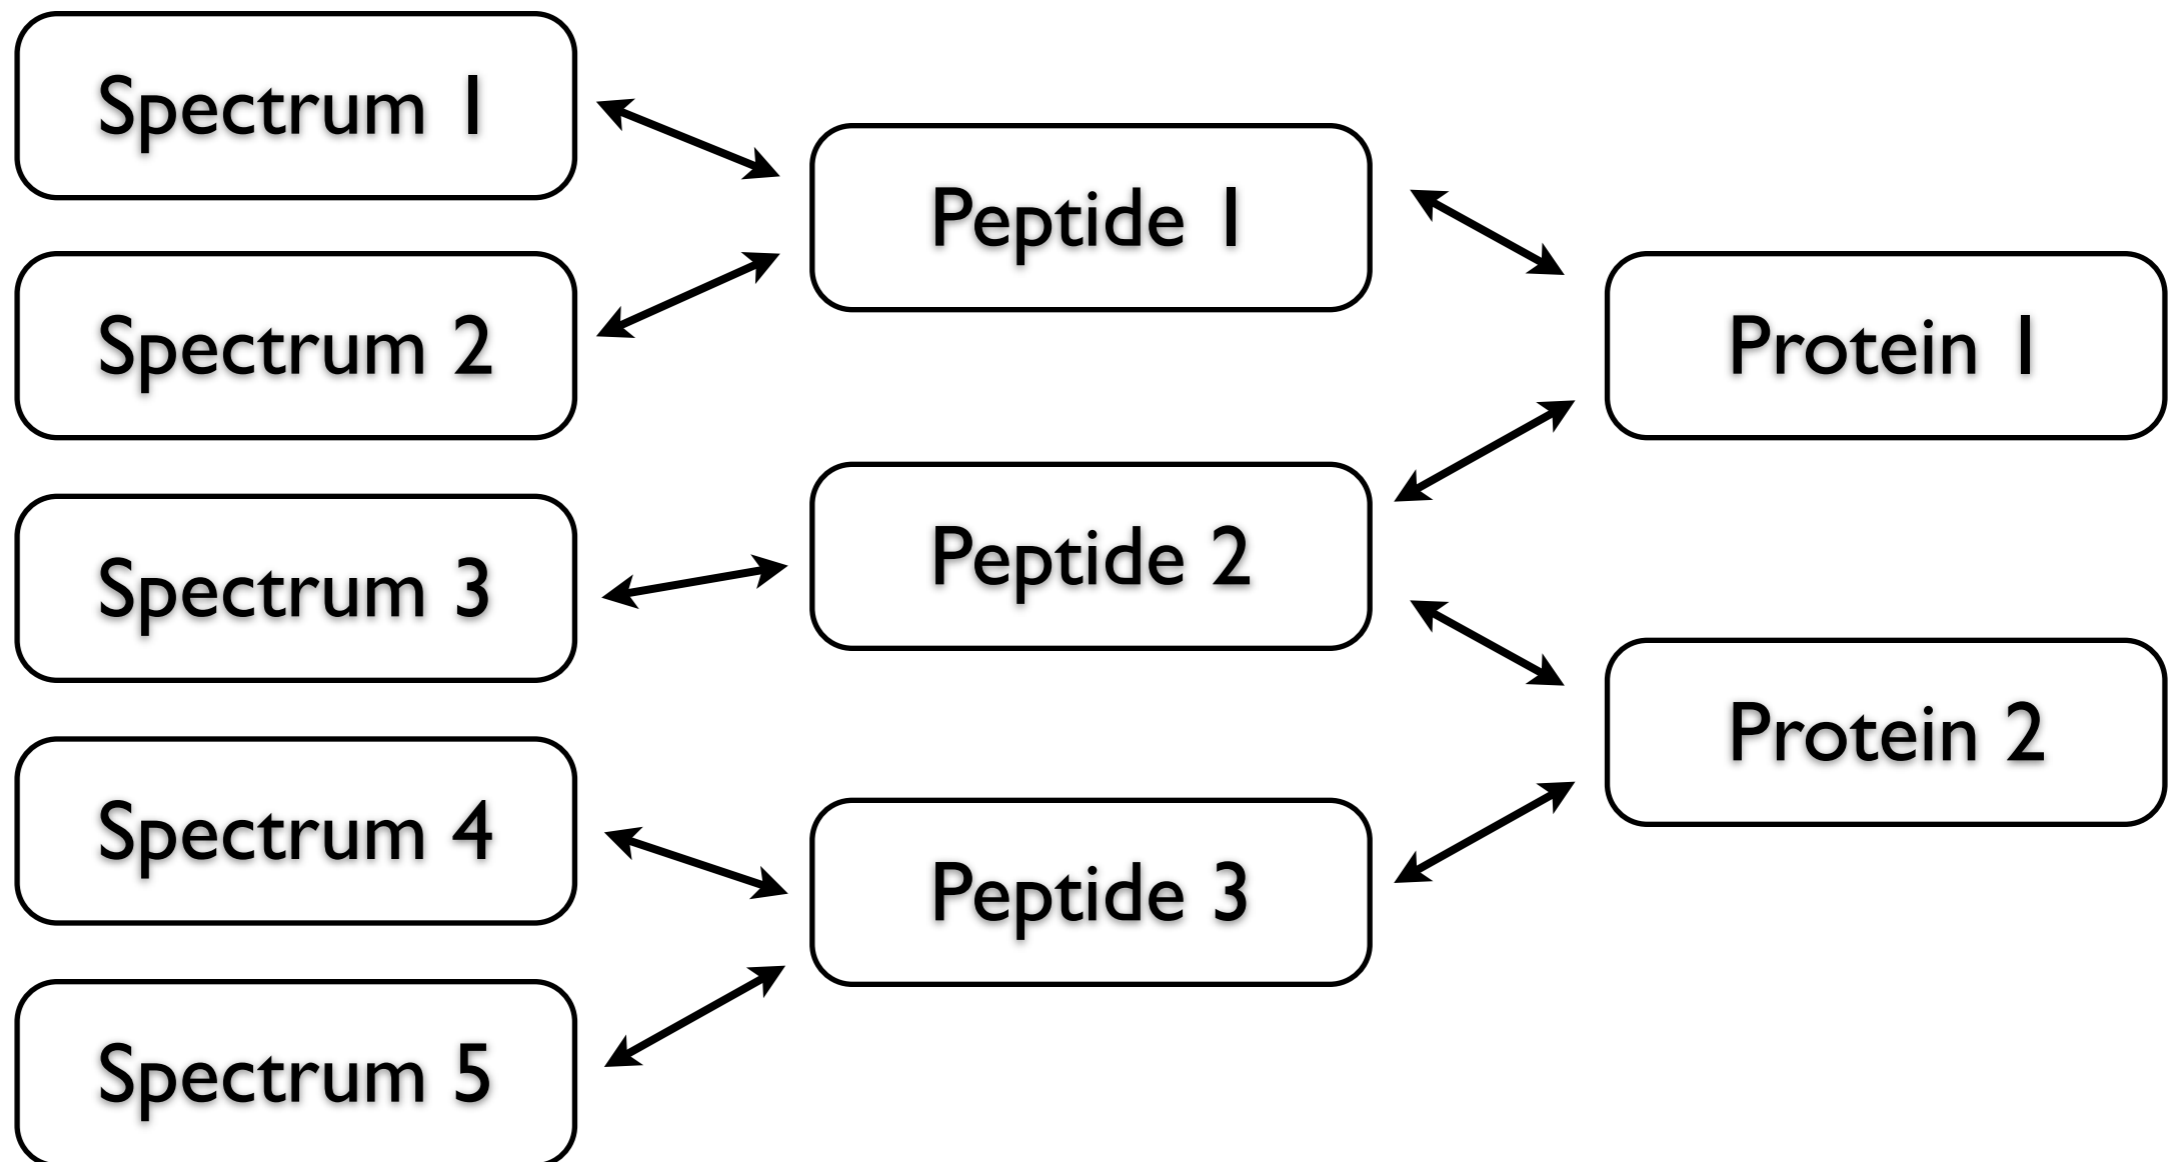 Spectrum 1
Spectrum 2
Spectrum 3
Spectrum 4
Spectrum 5
Peptide 1
Peptide 2
Peptide 3
Protein 1
Protein 2